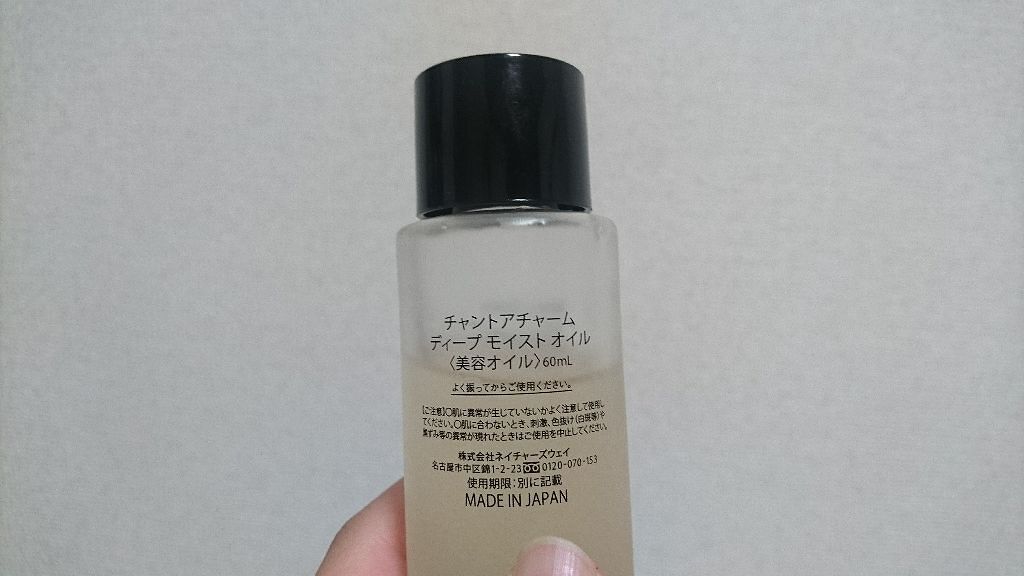 チャントアチャーム
ディープ モイスト オイル
〈美容オイル〉60mL
よく振ってからご使用ください。
【ご注意】〇肌に異常が生じていないかよく注意して使用し
てください。〇肌に合わないとき、刺激、色抜け(白斑等)や
黒ずみ等の異常が現れたときはご使用を中止してください。
株式会社ネイチャーズウェイ
名古屋市中区錦1-2-23 0120-070-153
使用期限：別に記載
MADE IN JAPAN